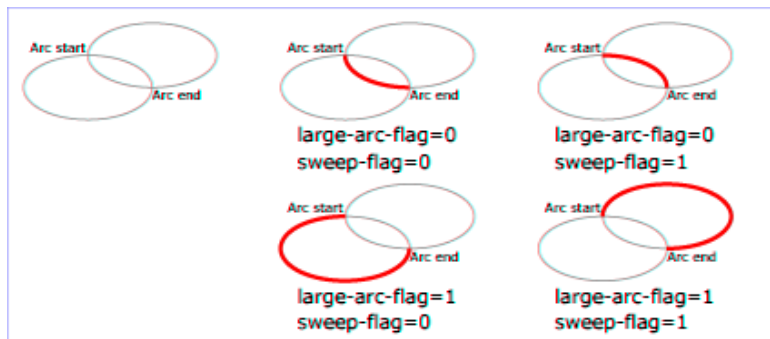 Arc start
Arc end
Arc start
Arc end
large-arc-flag=0
sweep-flag=0
Arc start
Arc end
large-arc-flag=0
sweep-flag=1
Arc start
Arc end
large-arc-flag=1
sweep-flag=0
Arc start
Arc end
large-arc-flag=1
sweep-flag=1